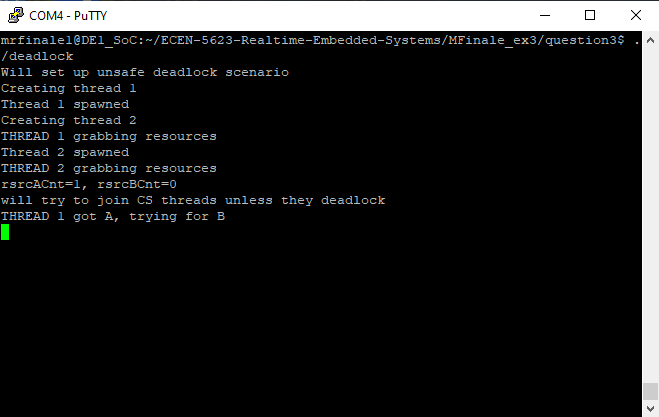 COM4 - PuTTY
mrfinale1@DE1_SoC:~/ECEN-5623-Realtime-Embedded-Systems/MFinale_ex3/question3$ .
/deadlock
Will set up unsafe deadlock scenario
Creating thread 1
Thread 1 spawned
Creating thread 2
THREAD 1 grabbing resources
Thread 2 spawned
THREAD 2 grabbing resources
rsrcACnt=1, rsrcBCnt=0
will try to join CS threads unless they deadlock
THREAD 1 got A, trying for B